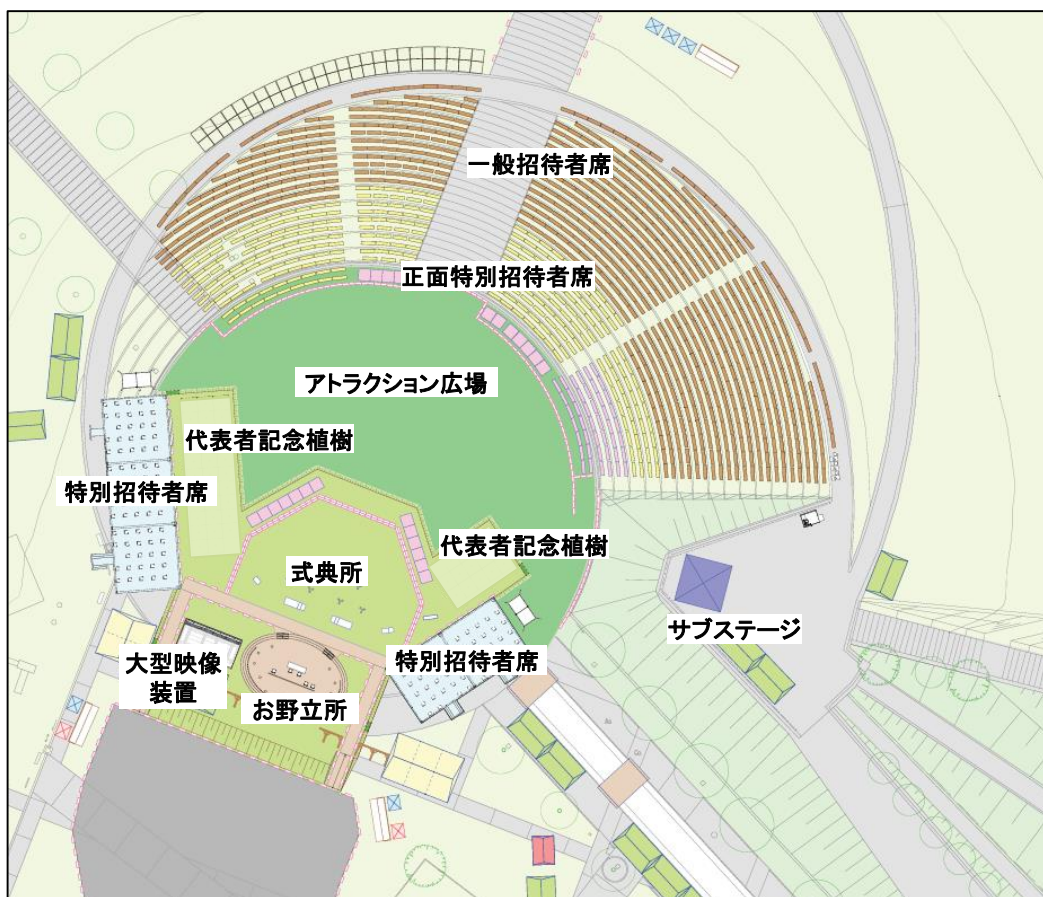 一般招待者席
正面特別招待者席
アトラクション広場
代表者記念植樹
特別招待者席
代表者記念植樹
式典所
サブステージ
特別招待者席
大型映像
装置
お野立所